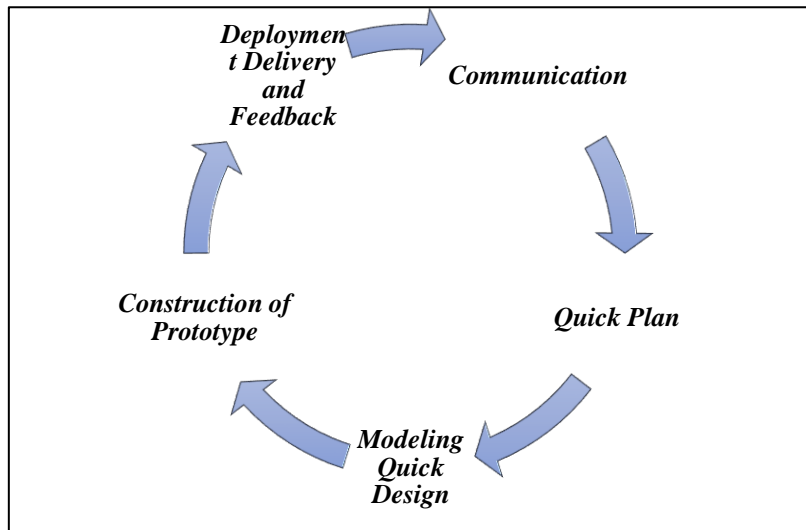 Deploymen
t Delivery
and
Feedback
Communication
Quick Plan
Modeling
Quick
Design
Construction of
Prototype